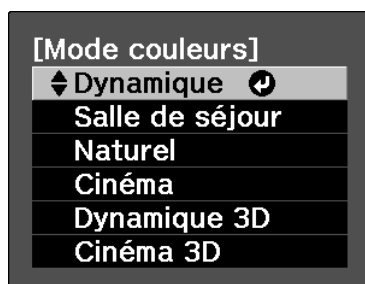 [Mode couleurs]
Dynamique
Salle de séjour
Naturel
Cinéma
Dynamique 3D
Cinéma 3D